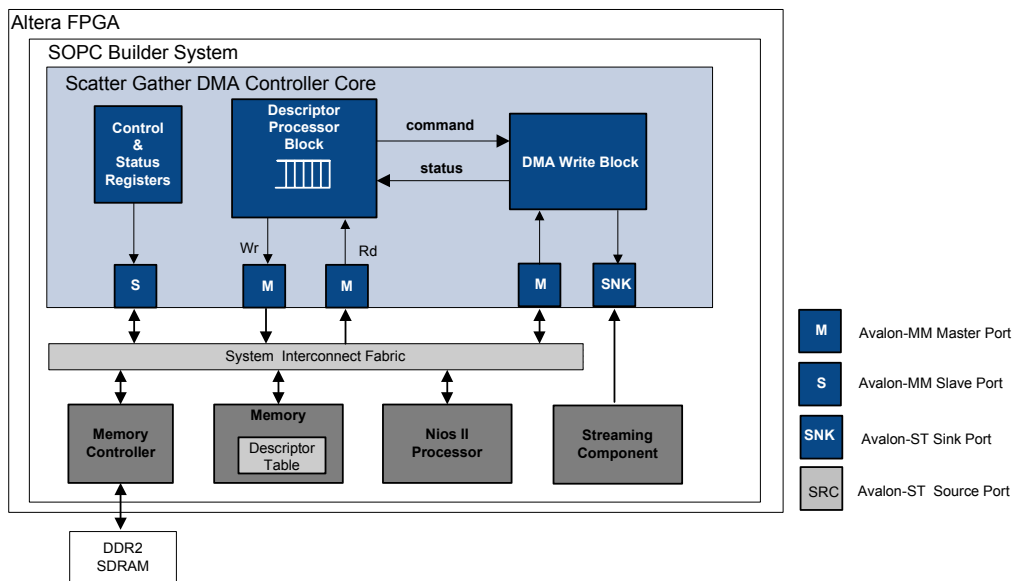 Altera FPGA
SOPC Builder System
Scatter Gather DMA Controller Core
Control
&
Status
Registers
Descriptor
Processor
Block
command
status
DMA Write Block
Wr
Rd
S
M
M
M
SNK
System Interconnect Fabric
Memory
Controller
Memory
Descriptor
Table
Nios II
Processor
Streaming
Component
DDR2
SDRAM
M
Avalon-MM Master Port
S
Avalon-MM Slave Port
SNK
Avalon-ST Sink Port
SRC
Avalon-ST Source Port